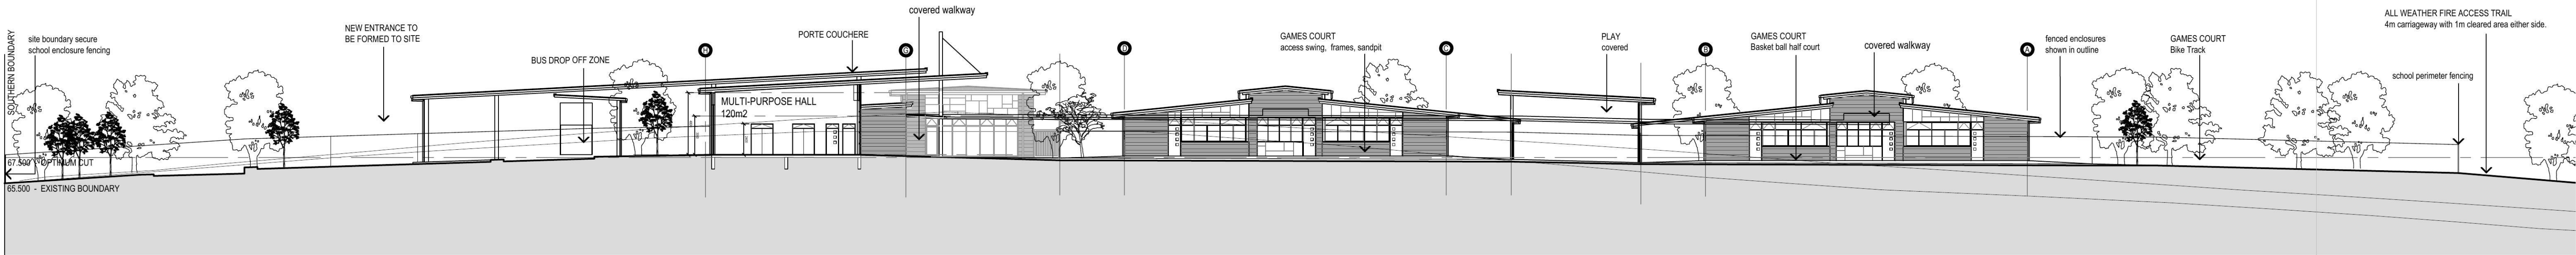 SOUTHERN BOUNDARY
site boundary secure
school enclosure fencing
NEW ENTRANCE TO
BE FORMED TO SITE
BUS DROP OFF ZONE
H
PORTE COUCHERE
G
covered walkway
MULTI-PURPOSE HALL
120m2
D
GAMES COURT
access swing, frames, sandpit
C
PLAY
covered
B
GAMES COURT
Basket ball half court
covered walkway
A
fenced enclosures
shown in outline
GAMES COURT
Bike Track
school perimeter fencing
ALL WEATHER FIRE ACCESS TRAIL
4m carriageway with 1m cleared area either side.
67.500 - OPTIMUM CUT
65.500 - EXISTING BOUNDARY